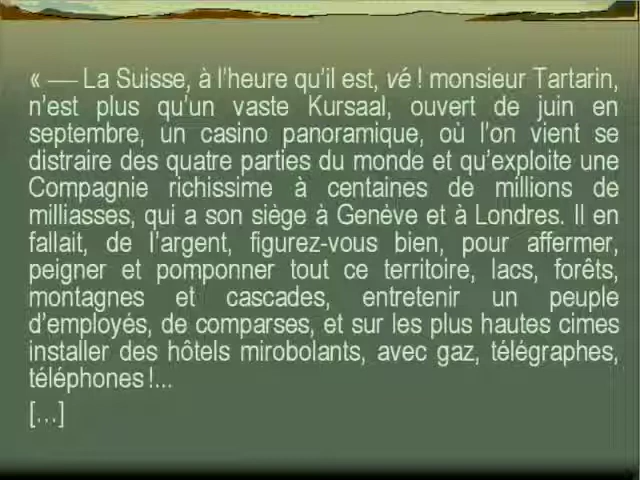 « — La Suisse, à l'heure qu'il est, vé ! monsieur Tartarin,
n'est plus qu'un vaste Kursaal, ouvert de juin en
septembre, un casino panoramique, où l'on vient se
distraire des quatre parties du monde et qu'exploite une
Compagnie richissime à centaines de millions de
milliasses, qui a son siège à Genève et à Londres. Il en
fallait, de l'argent, figurez-vous bien, pour affermer,
peigner et pomponner tout ce territoire, lacs, forêts,
montagnes et cascades, entretenir un peuple
d'employés, de comparses, et sur les plus hautes cimes
installer des hôtels mirobolants, avec gaz, télégraphes,
téléphones !...
[…]